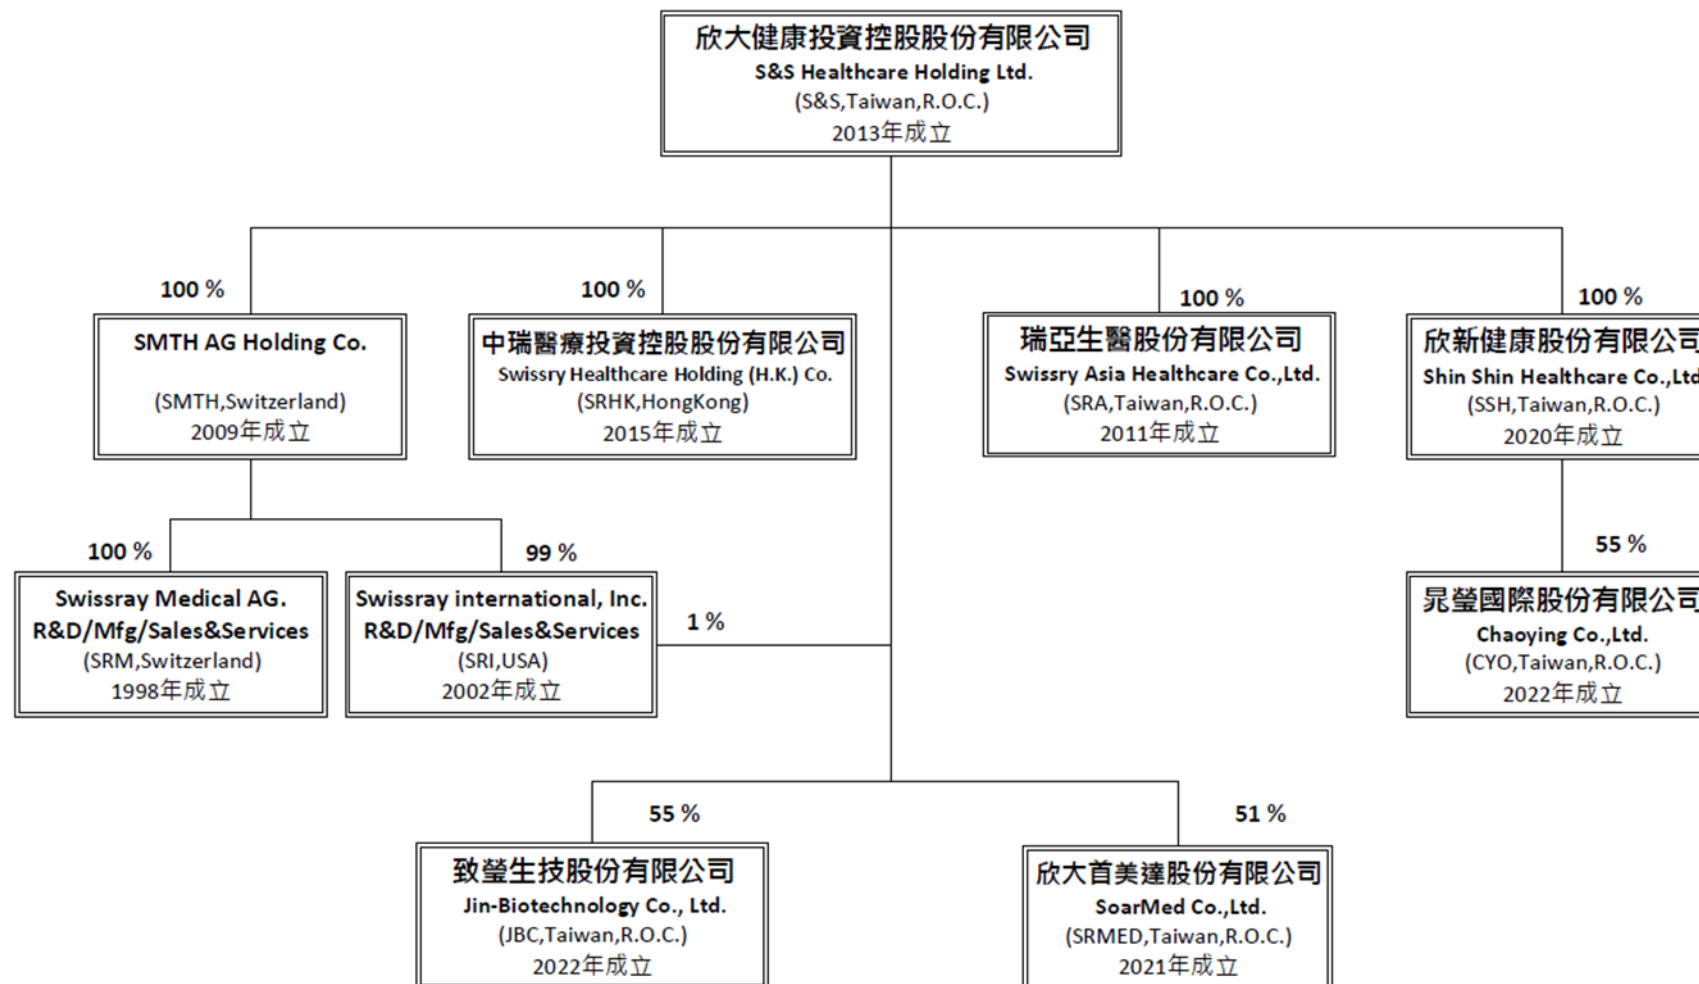 欣大健康投資控股股份有限公司
S&S Healthcare Holding Ltd.
(S&S,Taiwan,R.O.C.)
2013年成立
100 %
SMTH AG Holding Co.
(SMTH,Switzerland)
2009年成立
100 %
中瑞醫療投資控股股份有限公司
Swissry Healthcare Holding (H.K.) Co.
(SRHK,HongKong)
2015年成立
100 %
瑞亞生醫股份有限公司
Swissry Asia Healthcare Co.,Ltd.
(SRA,Taiwan,R.O.C.)
2011年成立
100 %
欣新健康股份有限公司
Shin Shin Healthcare Co.,Ltd
(SSH,Taiwan,R.O.C.)
2020年成立
100 %
Swissray Medical AG.
R&D/Mfg/Sales&Services
(SRM,Switzerland)
1998年成立
99 %
Swissray international, Inc.
R&D/Mfg/Sales&Services
(SRI,USA)
2002年成立
1 %
55 %
晁瑩國際股份有限公司
Chaoying Co.,Ltd.
(CYO,Taiwan,R.O.C.)
2022年成立
55 %
致瑩生技股份有限公司
Jin-Biotechnology Co., Ltd.
(JBC,Taiwan,R.O.C.)
2022年成立
51 %
欣大首美達股份有限公司
SoarMed Co.,Ltd.
(SRMED,Taiwan,R.O.C.)
2021年成立